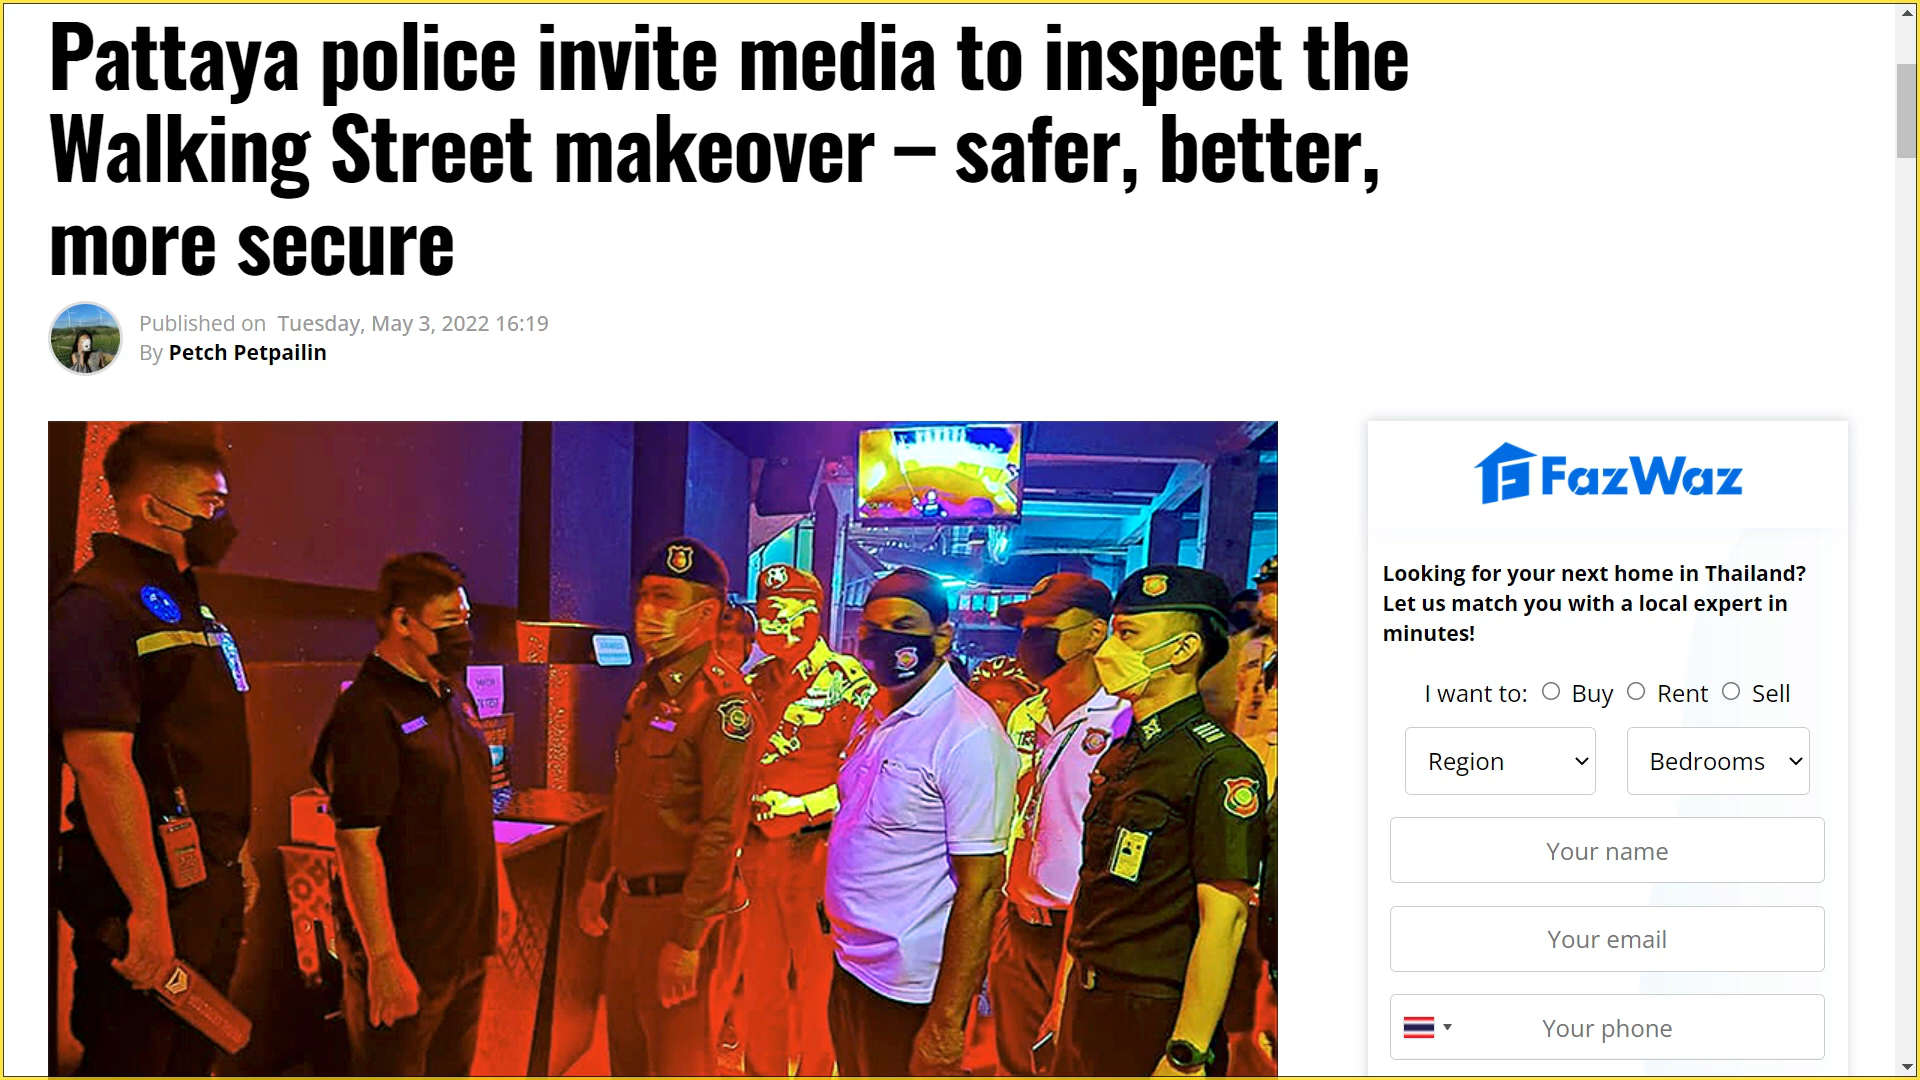 Pattaya police invite media to inspect the
Walking Street makeover – safer, better,
more secure
Published on Tuesday, May 3, 2022 16:19
By Petch Petpailin
FazWaz
Looking for your next home in Thailand?
Let us match you with a local expert in
minutes!
I want to: Buy Rent Sell
Region Bedrooms
Your name
Your email
Your phone